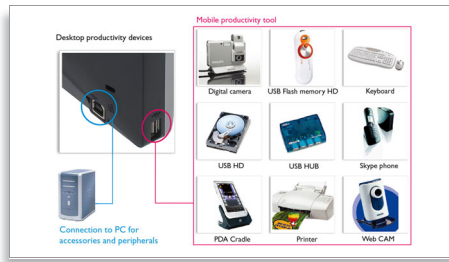 Mobile productivity tool
Desktop productivity devices
Digital camera
USB Flash memory HD
Keyboard
USB HD
USB HUB
Skype phone
PDA Cradle
Printer
Web CAM
Connection to PC for
accessories and peripherals